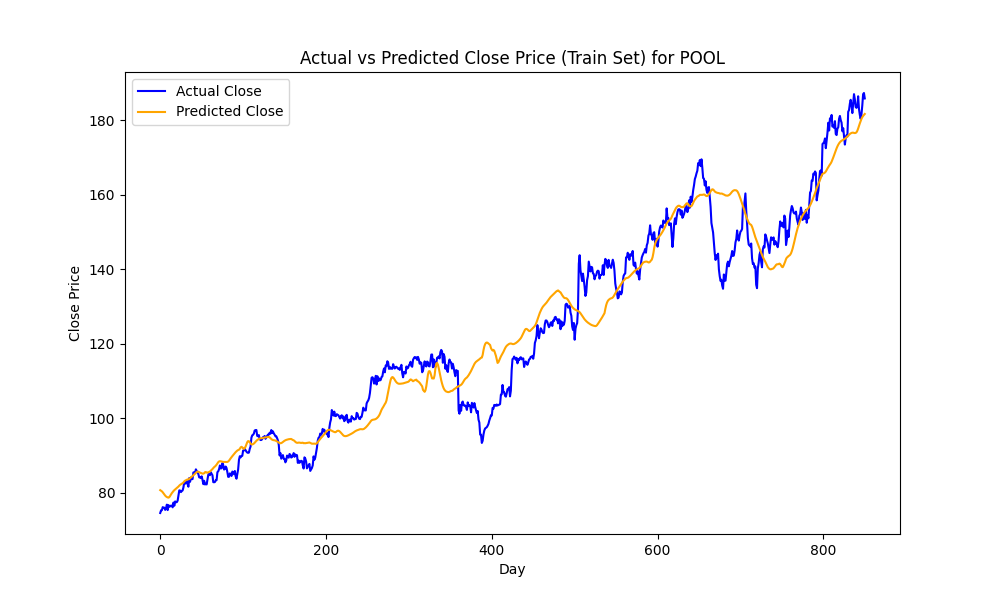 Actual vs Predicted Close Price (Train Set) for POOL
Actual Close
Predicted Close
Close Price
180
160
140
120
100
80
0 200 400 600 800
Day